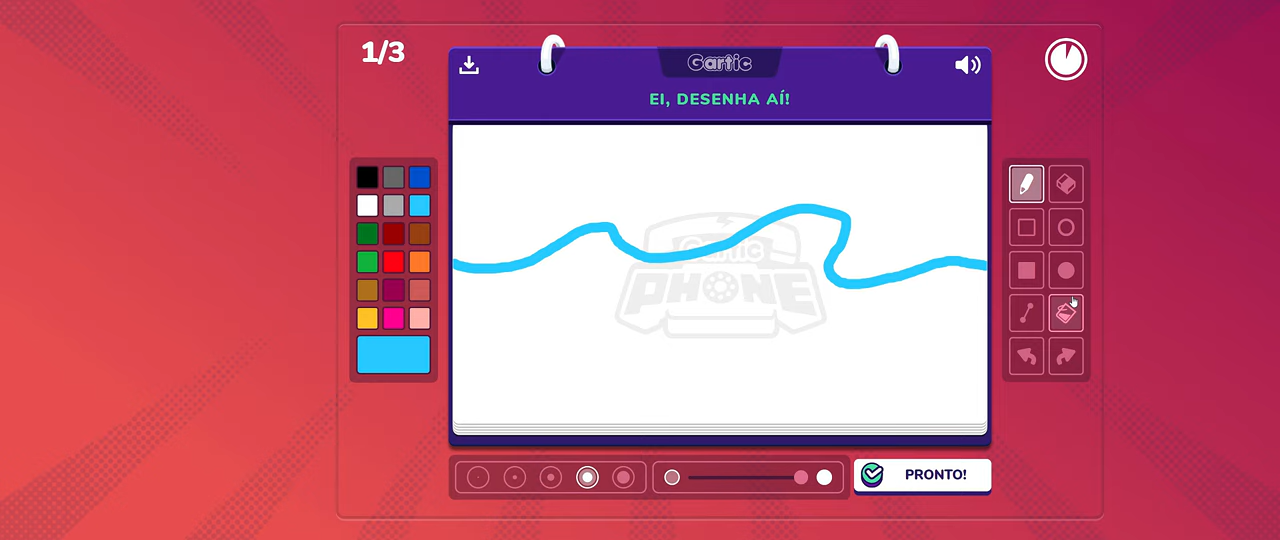 1/3
Gartic
EI, DESENHA AÍ!
Gartic
PHONE
PRONTO!